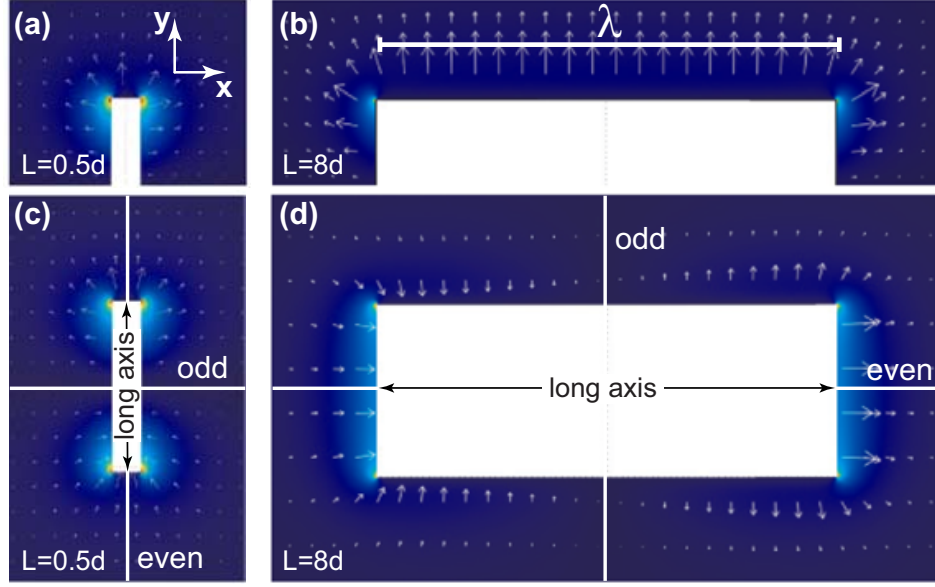 (a)
y
x
L=0.5d
(b)
λ
L=8d
(c)
odd
long axis
even
L=0.5d
(d)
odd
even
long axis
L=8d